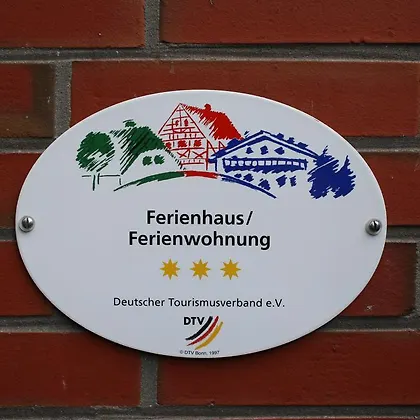 Ferienhaus/
Ferienwohnung
Deutscher Tourismusverband e.V.
DTV
© DTV Bonn, 1997